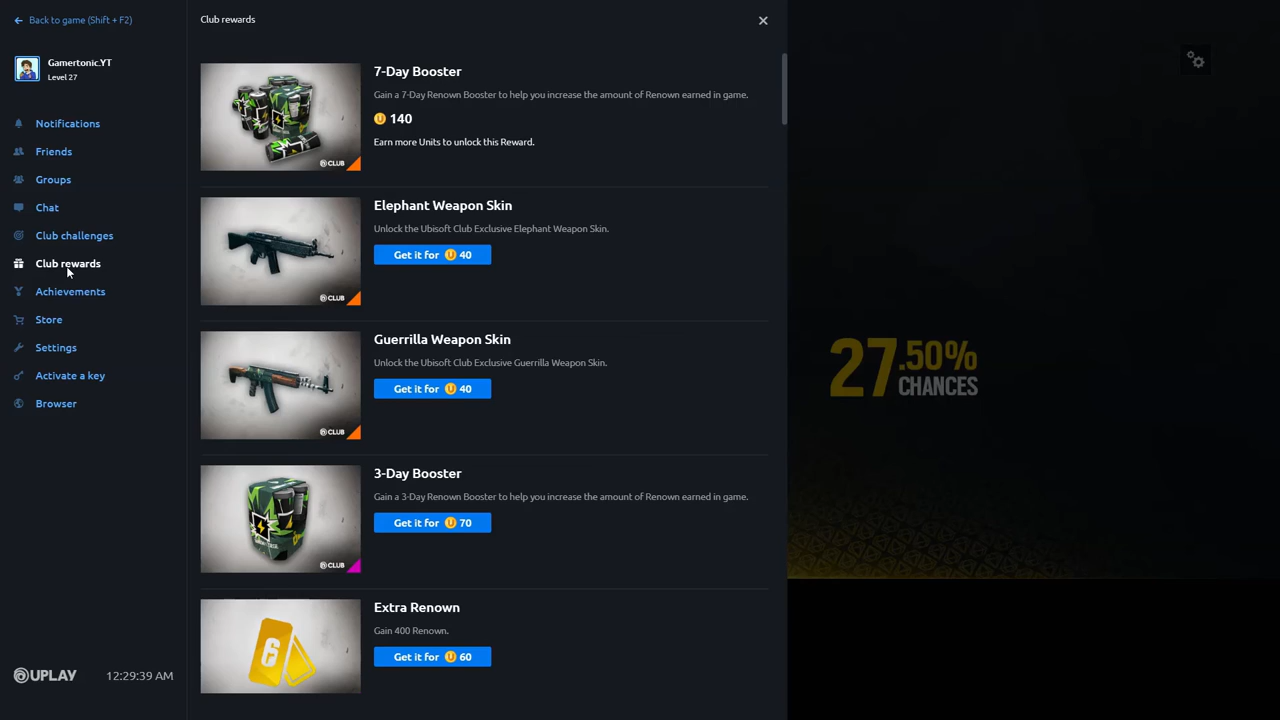 Back to game (Shift + F2)
Gamertonic.YT
Level 27
Notifications
Friends
Groups
Chat
Club challenges
Club rewards
Achievements
Store
Settings
Activate a key
Browser
UPLAY
12:29:39 AM
Club rewards
7-Day Booster
Gain a 7-Day Renown Booster to help you increase the amount of Renown earned in game.
140
Earn more Units to unlock this Reward.
CLUB
Elephant Weapon Skin
Unlock the Ubisoft Club Exclusive Elephant Weapon Skin.
Get it for 40
CLUB
Guerrilla Weapon Skin
Unlock the Ubisoft Club Exclusive Guerrilla Weapon Skin.
Get it for 40
CLUB
3-Day Booster
Gain a 3-Day Renown Booster to help you increase the amount of Renown earned in game.
Get it for 70
CLUB
Extra Renown
Gain 400 Renown.
Get it for 60
6
27.50%
CHANCES